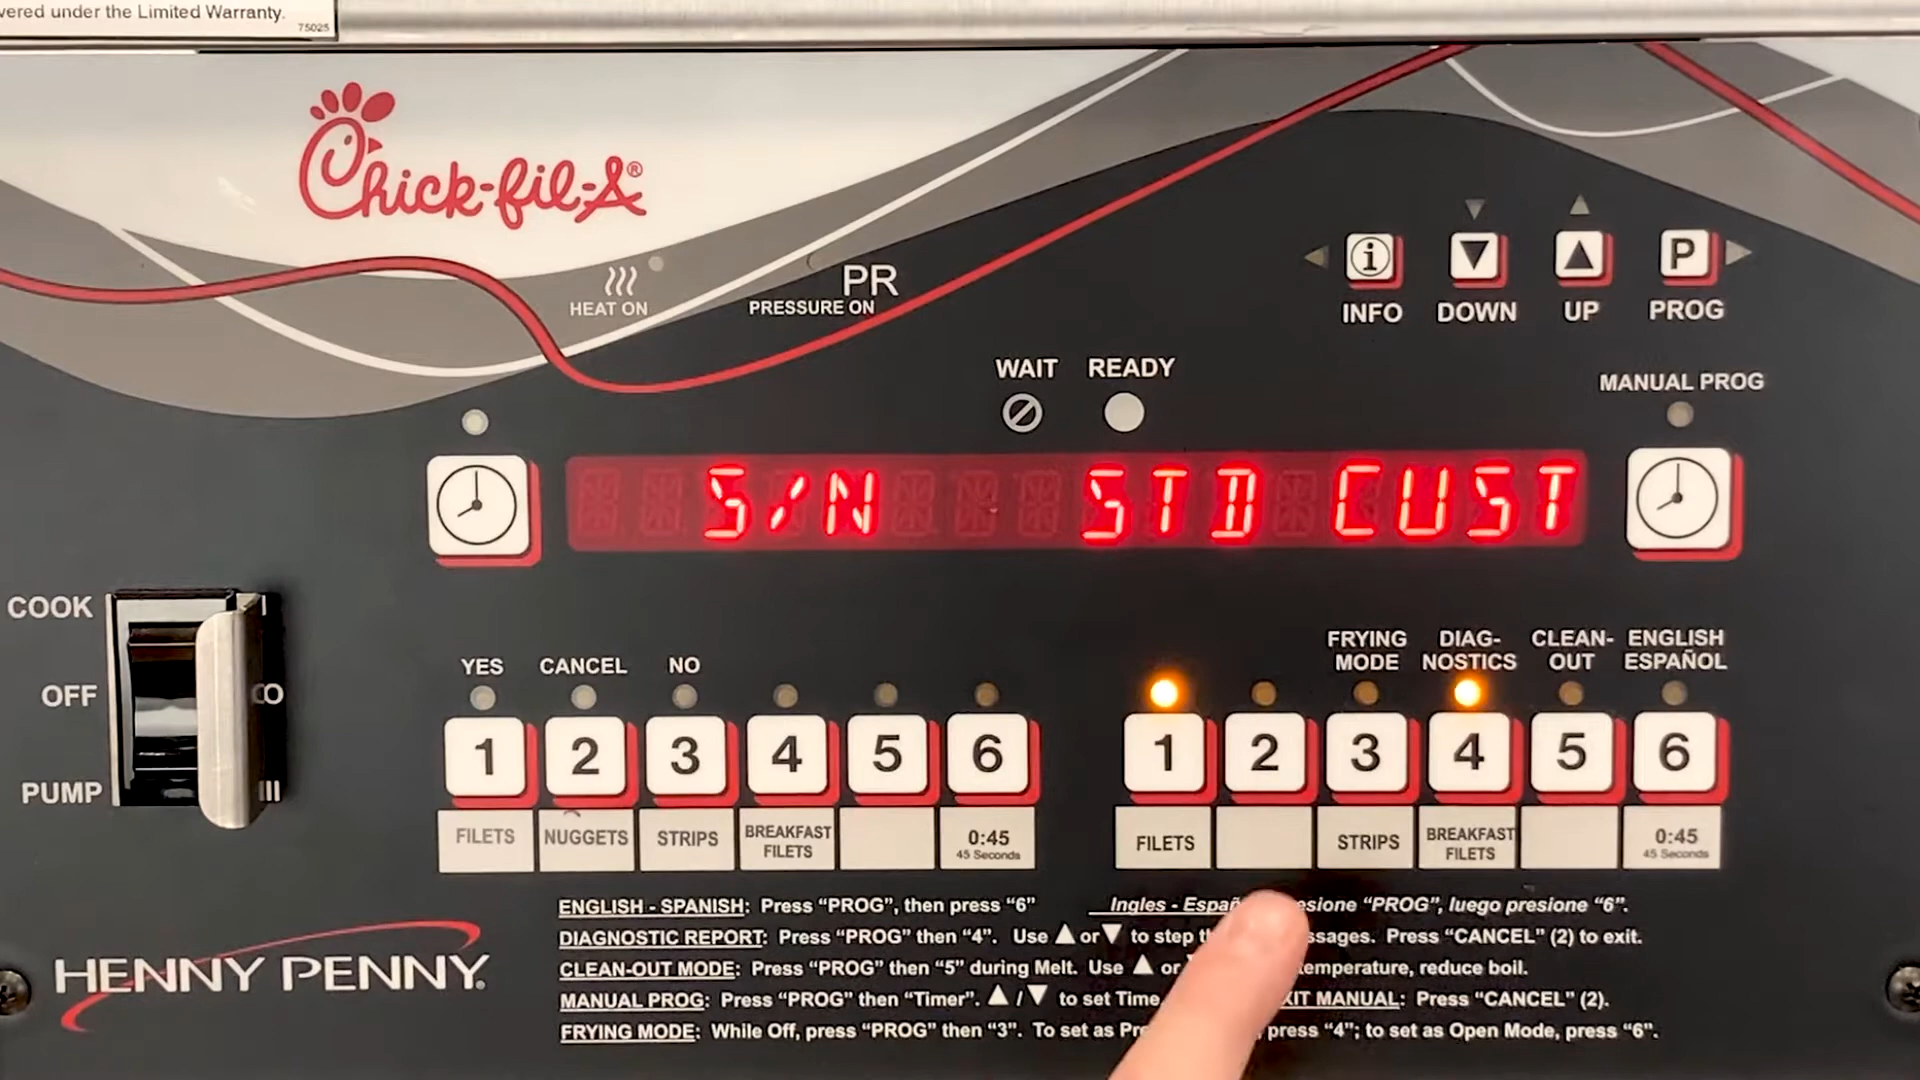 vered under the Limited Warranty.
75025
Chick-fil-A®
HEAT ON
PR
PRESSURE ON
INFO DOWN UP P PROG
WAIT READY
MANUAL PROG
S/N STD CUST
COOK
OFF
PUMP
I
III
YES CANCEL NO
FRYING MODE
DIAG-NOSTICS
CLEAN-OUT
ENGLISH ESPAÑOL
1 2 3 4 5 6
1 2 3 4 5 6
FILETS NUGGETS STRIPS BREAKFAST FILETS 0:45 45 Seconds
FILETS STRIPS BREAKFAST FILETS 0:45 45 Seconds
ENGLISH - SPANISH: Press “PROG”, then press “6”
Ingles - Españ sione “PROG”, luego presione “6”.
DIAGNOSTIC REPORT: Press “PROG” then “4”. Use ▲ or ▼ to step th ssages. Press “CANCEL” (2) to exit.
CLEAN-OUT MODE: Press “PROG” then “5” during Melt. Use ▲ or temperature, reduce boil.
MANUAL PROG: Press “PROG” then “Timer”. ▲ / ▼ to set Time XIT MANUAL: Press “CANCEL” (2).
FRYING MODE: While Off, press “PROG” then “3”. To set as Pr press “4”; to set as Open Mode, press “6”.
HENNY PENNY.